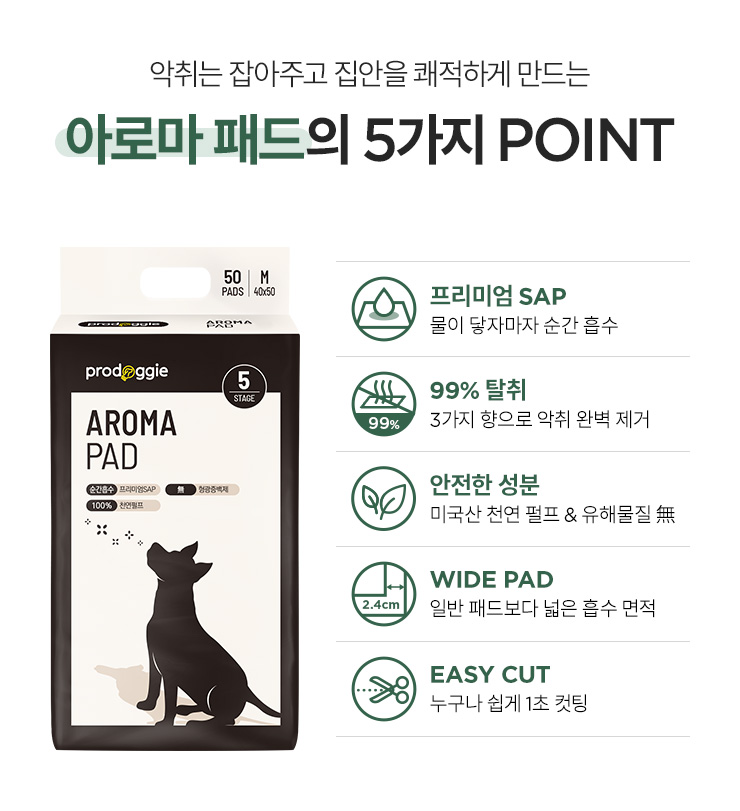 악취는 잡아주고 집안을 쾌적하게 만드는
아로마 패드의 5가지 POINT
50 PADS
M 40x50
prodoggie
AROMA PAD
prodoggie
5 STAGE
AROMA
PAD
순간흡수 프리미엄SAP
無 형광증백제
100% 천연펄프
프리미엄 SAP
물이 닿자마자 순간 흡수
99%
99% 탈취
3가지 향으로 악취 완벽 제거
안전한 성분
미국산 천연 펄프 & 유해물질 無
2.4cm
WIDE PAD
일반 패드보다 넓은 흡수 면적
EASY CUT
누구나 쉽게 1초 컷팅